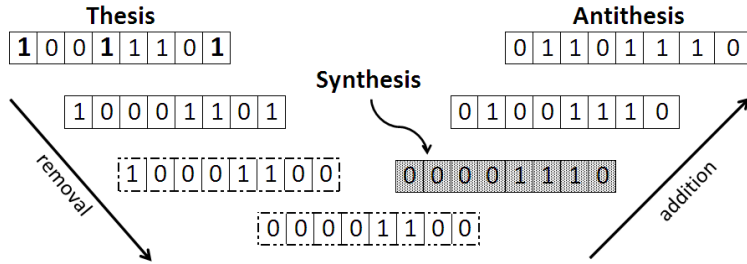 Thesis
Antithesis
1 0 0 1 1 1 0 1
0 1 1 0 1 1 1 0
Synthesis
1 0 0 0 1 1 0 1
0 1 0 0 1 1 1 0
removal
1 0 0 0 1 1 0 0
0 0 0 0 1 1 1 0
addition
0 0 0 0 1 1 0 0